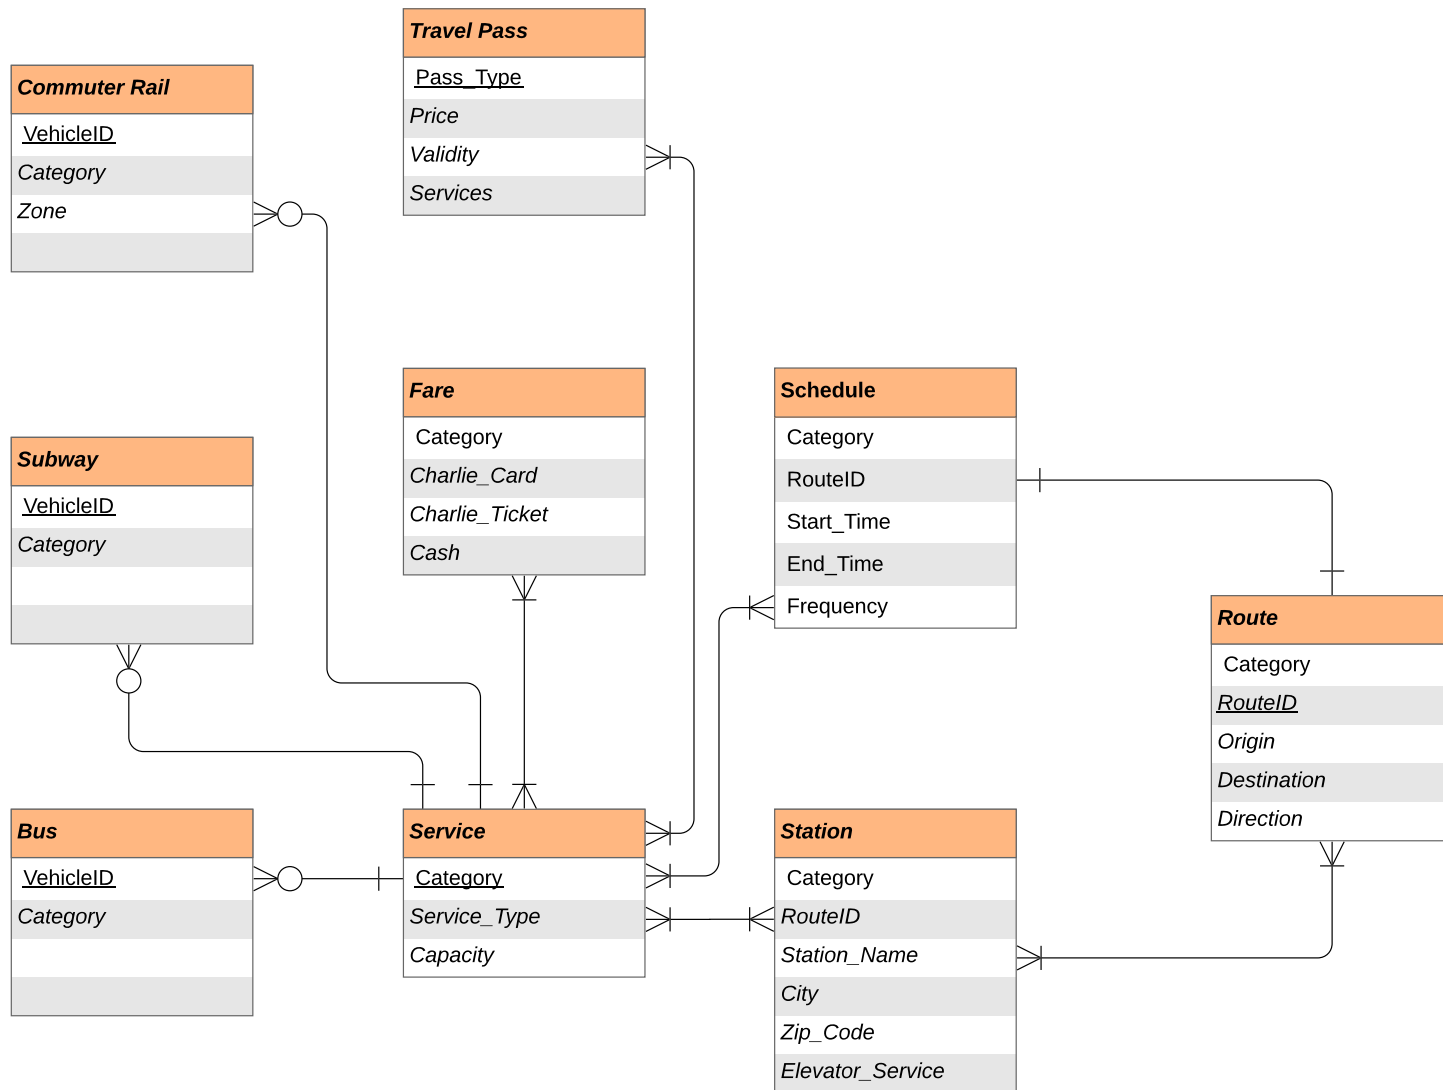 Travel Pass
Pass_Type
Price
Validity
Services
Commuter Rail
VehicleID
Category
Zone
Fare
Category
Charlie_Card
Charlie_Ticket
Cash
Schedule
Category
RouteID
Start_Time
End_Time
Frequency
Subway
VehicleID
Category
Route
Category
RouteID
Origin
Destination
Direction
Bus
VehicleID
Category
Service
Category
Service_Type
Capacity
Station
Category
RouteID
Station_Name
City
Zip_Code
Elevator_Service